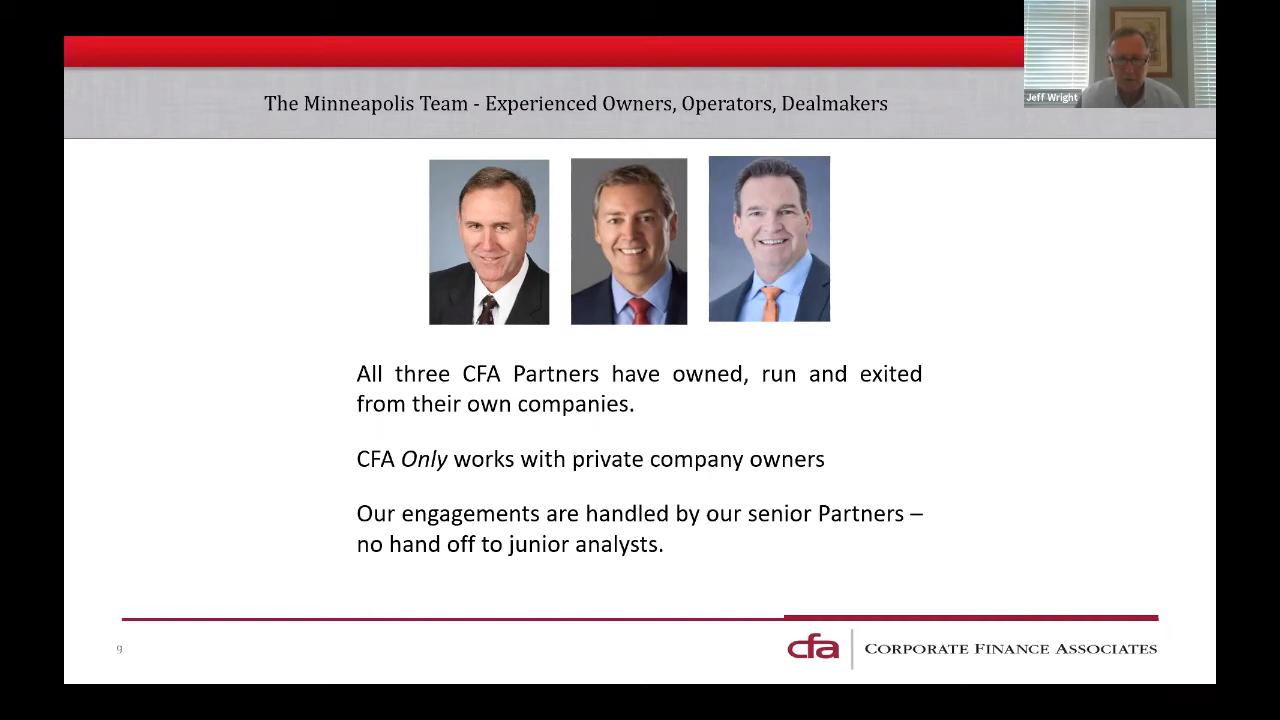 The Minneapolis Team - Experienced Owners, Operators, Dealmakers
Jeff Wright
All three CFA Partners have owned, run and exited
from their own companies.
CFA Only works with private company owners
Our engagements are handled by our senior Partners –
no hand off to junior analysts.
9
cfa CORPORATE FINANCE ASSOCIATES